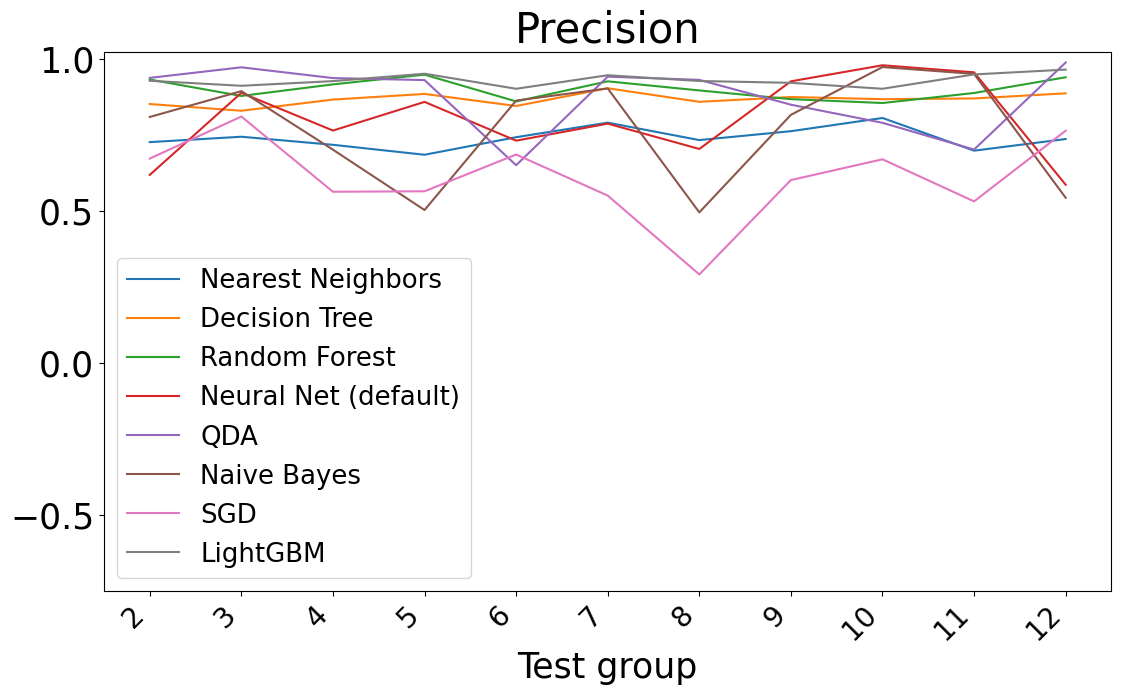 Precision
1.0
0.5
0.0
−0.5
Nearest Neighbors
Decision Tree
Random Forest
Neural Net (default)
QDA
Naive Bayes
SGD
LightGBM
2 3 4 5 6 7 8 9 10 11 12
Test group